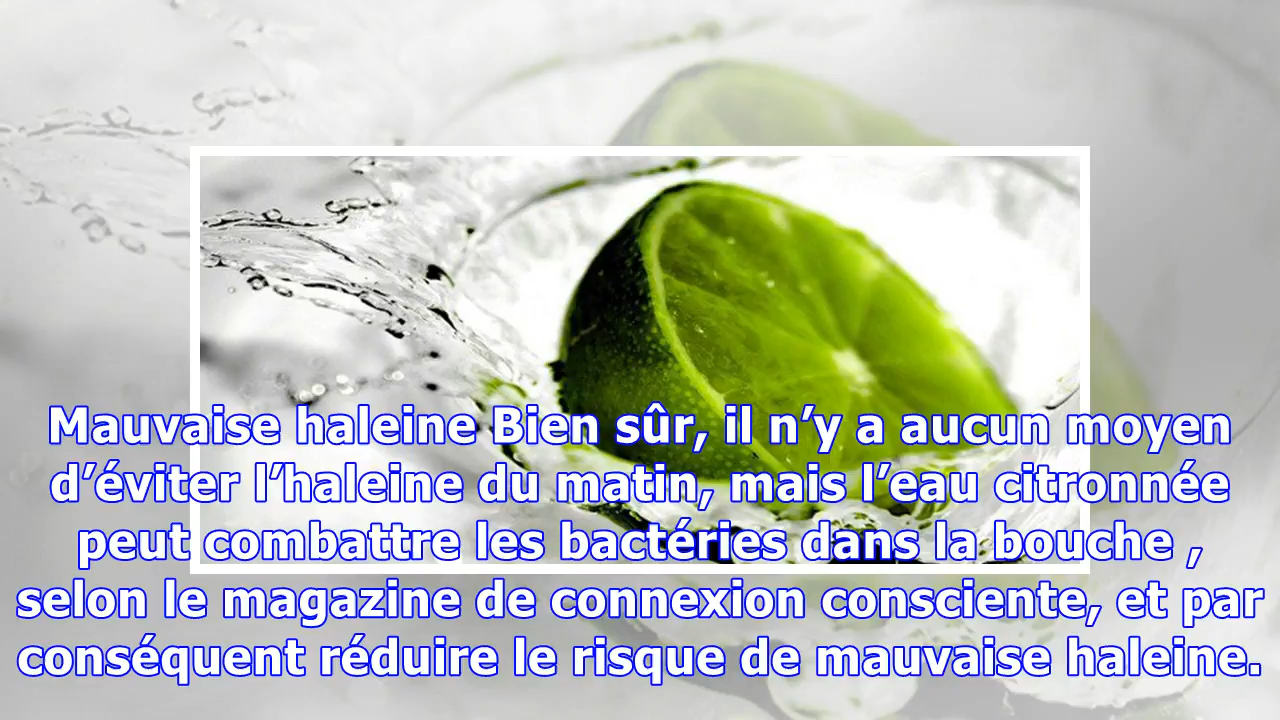 Mauvaise haleine Bien sûr, il n’y a aucun moyen
d’éviter l’haleine du matin, mais l’eau citronnée
peut combattre les bactéries dans la bouche ,
selon le magazine de connexion consciente, et par
conséquent réduire le risque de mauvaise haleine.